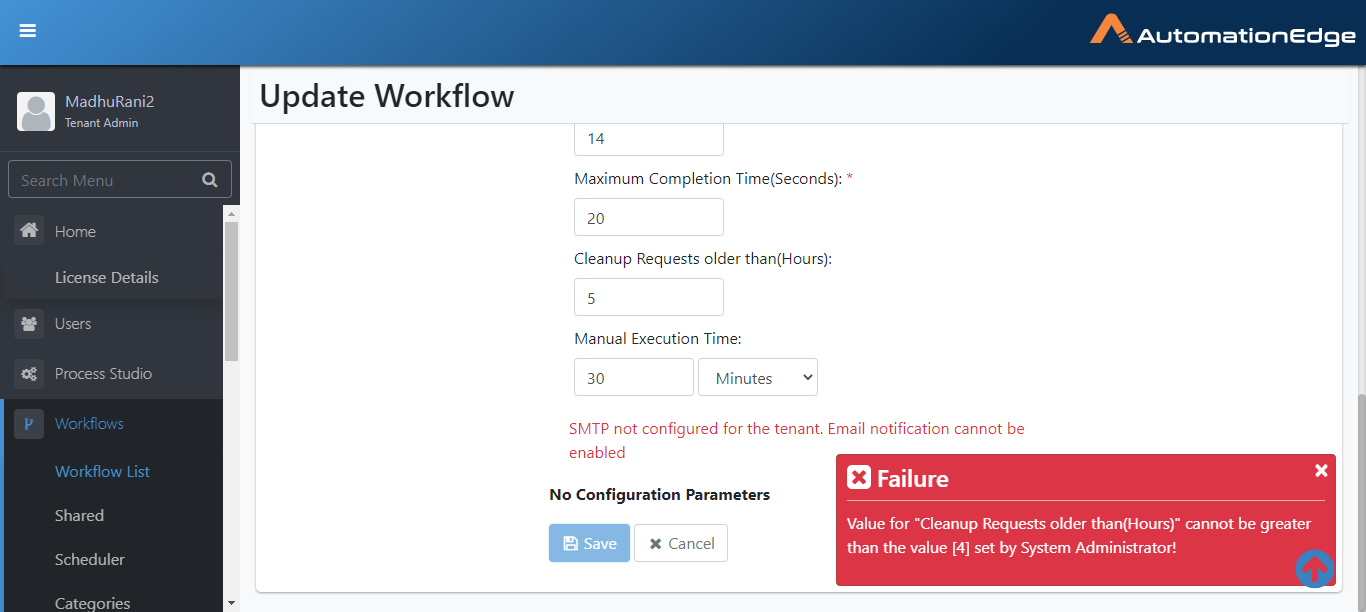 AutomationEdge
MadhuRani2
Tenant Admin
Search Menu
Home
License Details
Users
Process Studio
Workflows
Workflow List
Shared
Scheduler
Categories
Update Workflow
14
Maximum Completion Time(Seconds): *
20
Cleanup Requests older than(Hours):
5
Manual Execution Time:
30 Minutes
SMTP not configured for the tenant. Email notification cannot be
enabled
No Configuration Parameters
Save Cancel
Failure
Value for "Cleanup Requests older than(Hours)" cannot be greater
than the value [4] set by System Administrator!